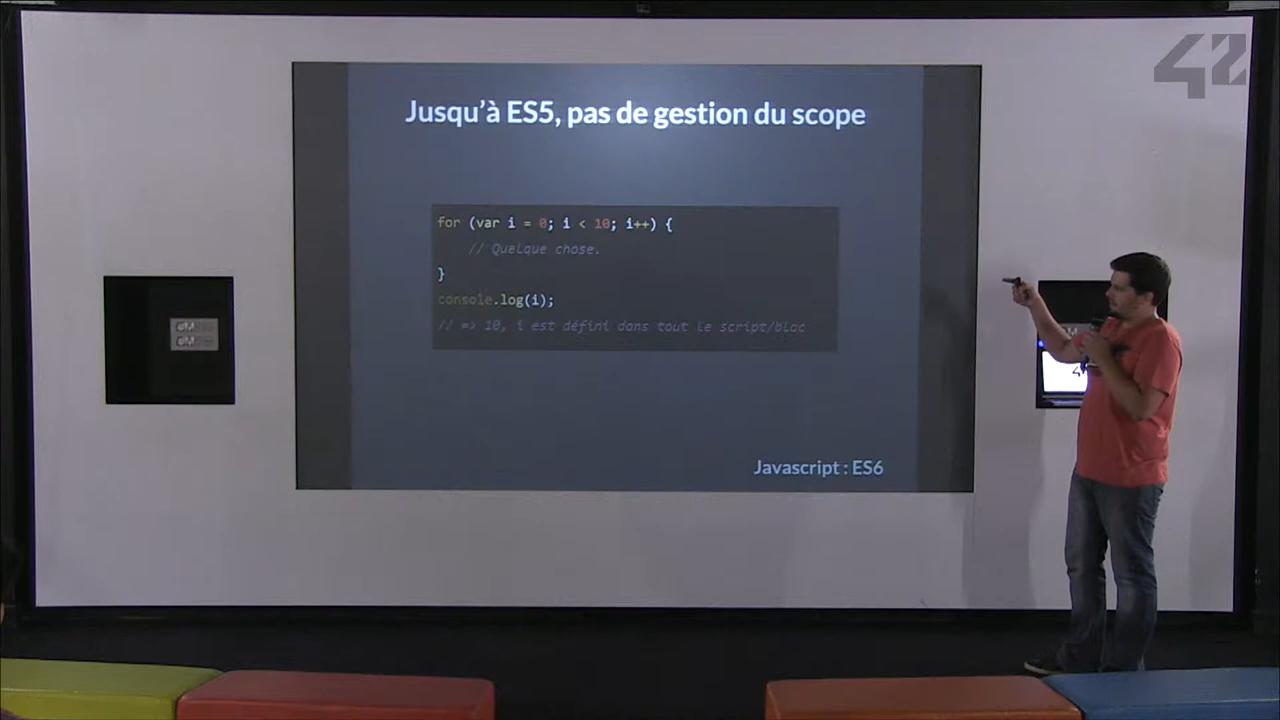 42
Jusqu'à ES5, pas de gestion du scope
for (var i = 0; i < 10; i++) {
// Quelque chose.
}
console.log(i);
// => 10, i est défini dans tout le script/bloc
Javascript : ES6